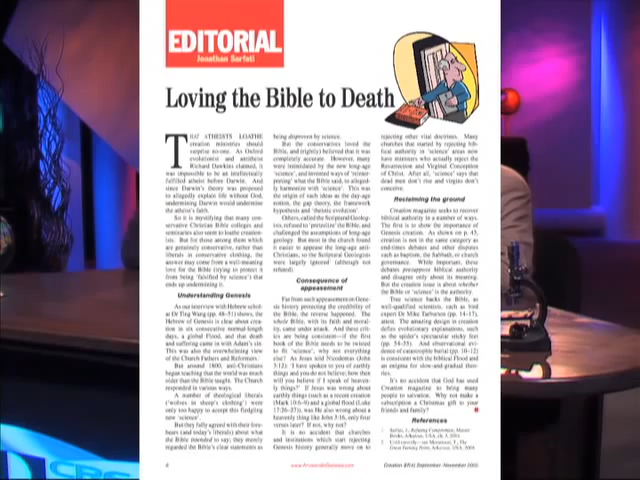 EDITORIAL
Jonathan Sarfati
Loving the Bible to Death
THAT ATHEISTS LOATHE
creation ministries should
surprise no-one. As Oxford
evolutionist and antitheist
Richard Dawkins claimed, it
was impossible to be an intellectually
fulfilled atheist before Darwin. And
since Darwin's theory was proposed
to allegedly explain life without God,
undermining Darwin would undermine
the atheist's faith.
So it is mystifying that many con-
servative Christian Bible colleges and
seminaries also seem to loathe creation-
ists. But for those among them which
are genuinely conservative, rather than
liberals in conservative clothing, the
answer may come from a well-meaning
love for the Bible (trying to protect it
from being 'falsified by science') that
ends up undermining it.
Understanding Genesis
As our interview with Hebrew schol-
ar Dr Ting Wang (pp. 48–51) shows, the
Hebrew of Genesis is clear about crea-
tion in six consecutive normal-length
days, a global Flood, and that death
and suffering came in with Adam's sin.
This was also the overwhelming view
of the Church Fathers and Reformers.
But around 1800, anti-Christians
began teaching that the world was much
older than the Bible taught. The Church
responded in various ways.
A number of theological liberals
('wolves in sheep's clothing') were
only too happy to accept this fledgling
new 'science'.
But they fully agreed with their fore-
bears (and today's liberals) about what
the Bible intended to say; they merely
regarded the Bible's clear statements as
being disproven by science.
But the conservatives loved the
Bible, and (rightly) believed that it was
completely accurate. However, many
were intimidated by the new long-age
'science', and invented ways of 'reinter-
preting' what the Bible said, to alleged-
ly harmonize with 'science'. This was
the origin of such ideas as the day-age
notion, the gap theory, the framework
hypothesis and 'theistic evolution'.
Others, called the Scriptural Geolog-
ists, refused to 'pretzelize' the Bible, and
challenged the assumptions of long-age
geology. But most in the church found
it easier to appease the long-age anti-
Christians, so the Scriptural Geologists
were largely ignored (although not
refuted).
Consequence of
appeasement
Far from such appeasement on Gene-
sis history protecting the credibility of
the Bible, the reverse happened. The
whole Bible, with its faith and moral-
ity, came under attack. And these crit-
ics are being consistent—if the first
book of the Bible needs to be twisted
to fit 'science', why not everything
else? As Jesus told Nicodemus (John
3:12): 'I have spoken to you of earthly
things and you do not believe; how then
will you believe if I speak of heaven-
ly things?' If Jesus was wrong about
earthly things (such as a recent creation
(Mark 10:6–9) and a global flood (Luke
17:26–27)), was He also wrong about a
heavenly thing like John 3:16, only four
verses later? If not, why not?
It is no accident that churches
and institutions which start rejecting
Genesis history generally move on to
rejecting other vital doctrines. Many
churches that started by rejecting bib-
lical authority in 'science' areas now
have ministers who actually reject the
Resurrection and Virginal Conception
of Christ. After all, 'science' says that
dead men don't rise and virgins don't
conceive.
Reclaiming the ground
Creation magazine seeks to recover
biblical authority in a number of ways.
The first is to show the importance of
Genesis creation. As shown on p. 43,
creation is not in the same category as
end-times debates and other disputes
such as baptism, the Sabbath, or church
governance. While important, these
debates presuppose biblical authority
and disagree only about its meaning.
But the creation issue is about whether
the Bible or 'science' is the authority.
True science backs the Bible, as
well-qualified scientists, such as bird
expert Dr Mike Tarburton (pp. 14–17),
attest. The amazing design in creation
defies evolutionary explanations, such
as the spider's spectacular sticky feet
(pp. 54–55). And observational evi-
dence of catastrophic burial (pp. 10–12)
is consistent with the biblical Flood and
an enigma for slow-and-gradual theo-
ries.
It's no accident that God has used
Creation magazine to bring many
people to salvation. Why not make a
subscription a Christmas gift to your
friends and family?
References
6
www.AnswersInGenesis.com
Creation 27(4) September–November 2005